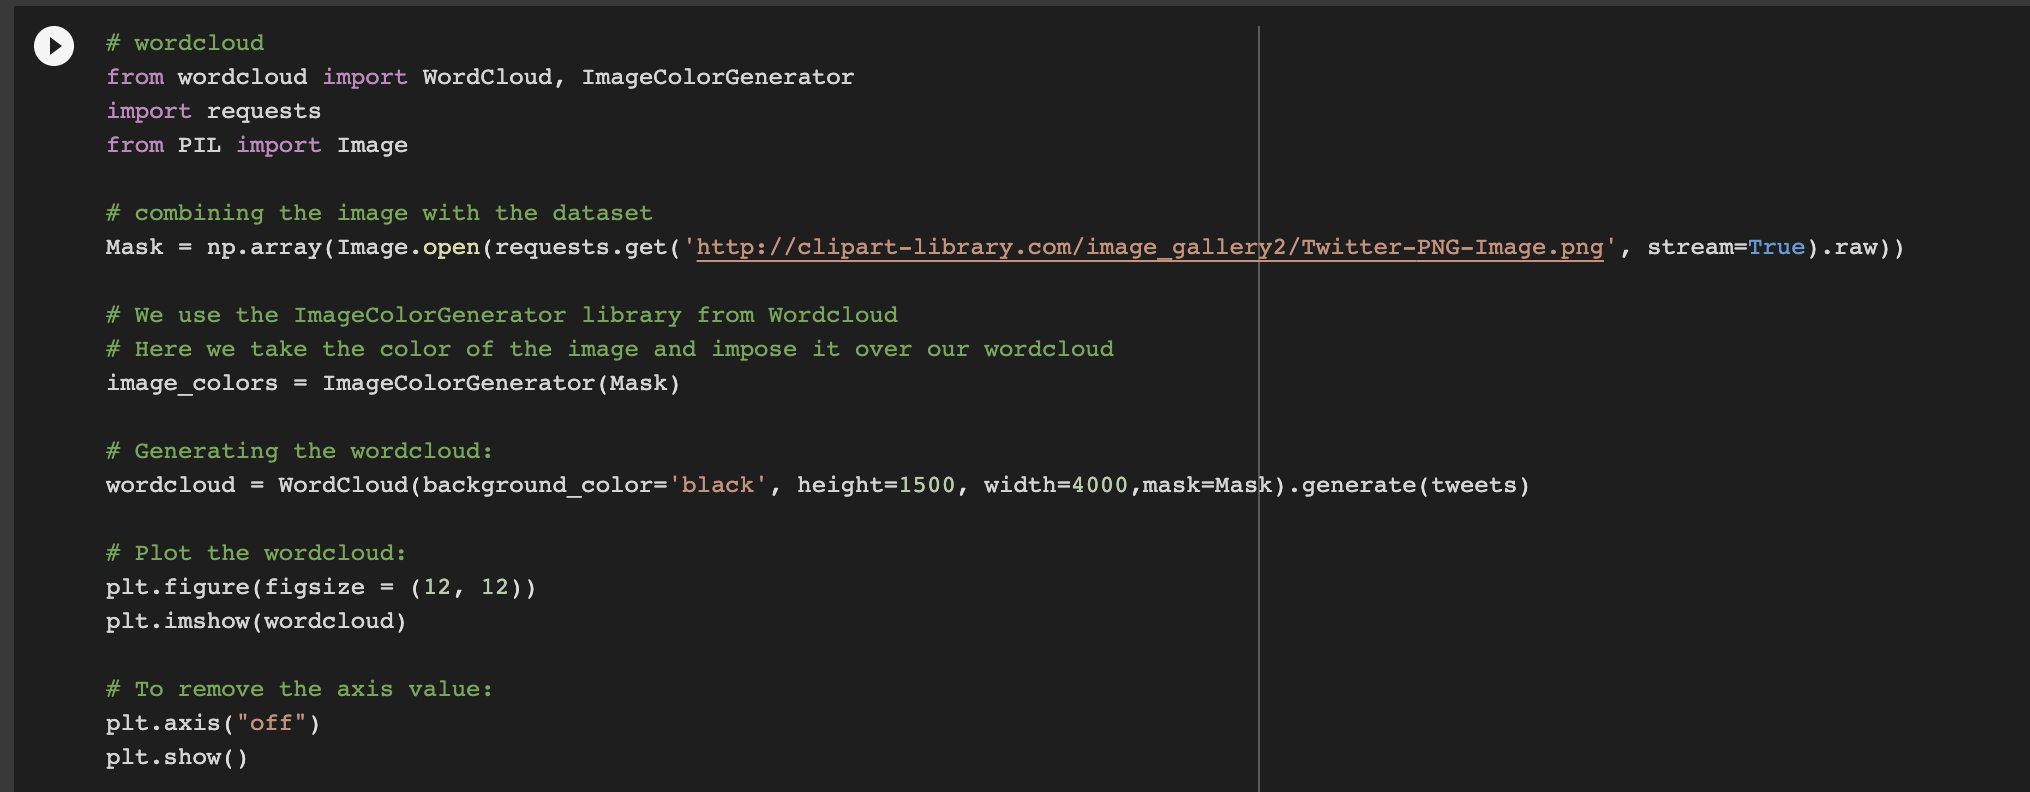 # wordcloud
from wordcloud import WordCloud, ImageColorGenerator
import requests
from PIL import Image
# combining the image with the dataset
Mask = np.array(Image.open(requests.get('http://clipart-library.com/image_gallery2/Twitter-PNG-Image.png', stream=True).raw))
# We use the ImageColorGenerator library from Wordcloud
# Here we take the color of the image and impose it over our wordcloud
image_colors = ImageColorGenerator(Mask)
# Generating the wordcloud:
wordcloud = WordCloud(background_color='black', height=1500, width=4000,mask=Mask).generate(tweets)
# Plot the wordcloud:
plt.figure(figsize = (12, 12))
plt.imshow(wordcloud)
# To remove the axis value:
plt.axis("off")
plt.show()